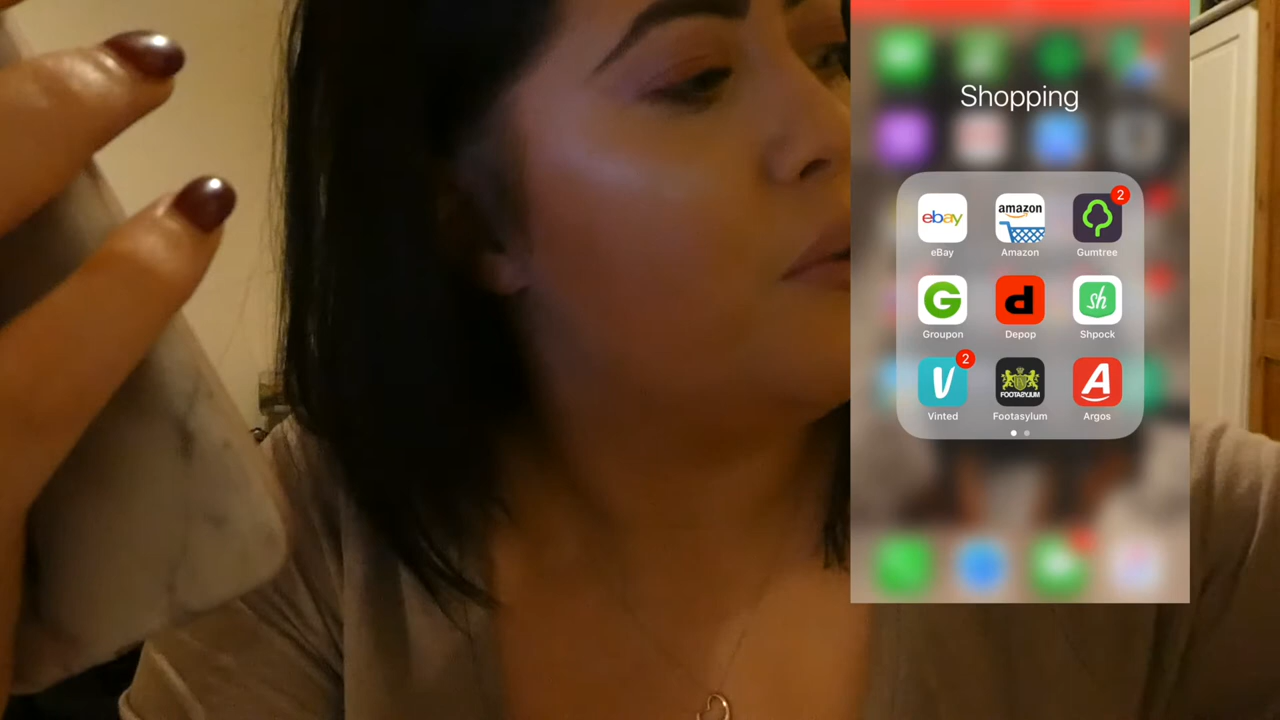 Shopping
2
ebay
amazon
eBay
Amazon
Gumtree
G
d
sh
Groupon
Depop
Shpock
2
V
FOOTASYLUM
A
Vinted
Footasylum
Argos